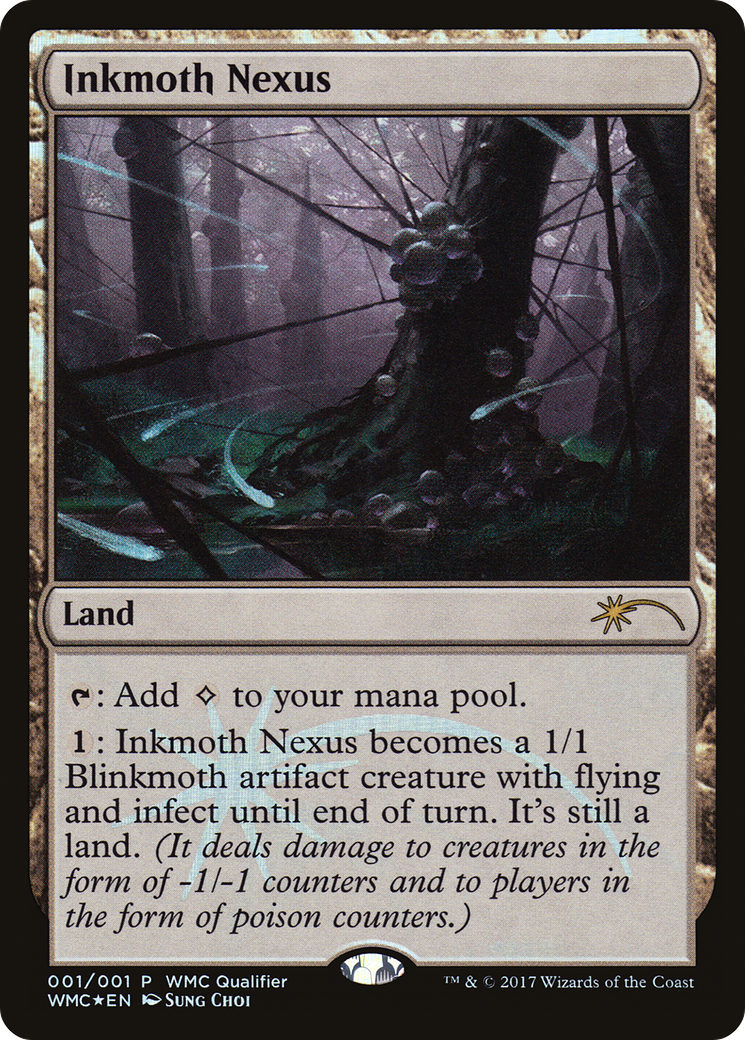 Inkmoth Nexus
Land
: Add to your mana pool.
1: Inkmoth Nexus becomes a 1/1
Blinkmoth artifact creature with flying
and infect until end of turn. It's still a
land. (It deals damage to creatures in the
form of -1/-1 counters and to players in
the form of poison counters.)
001/001 P WMC Qualifier
WMC★EN Sung Choi
™ & © 2017 Wizards of the Coast